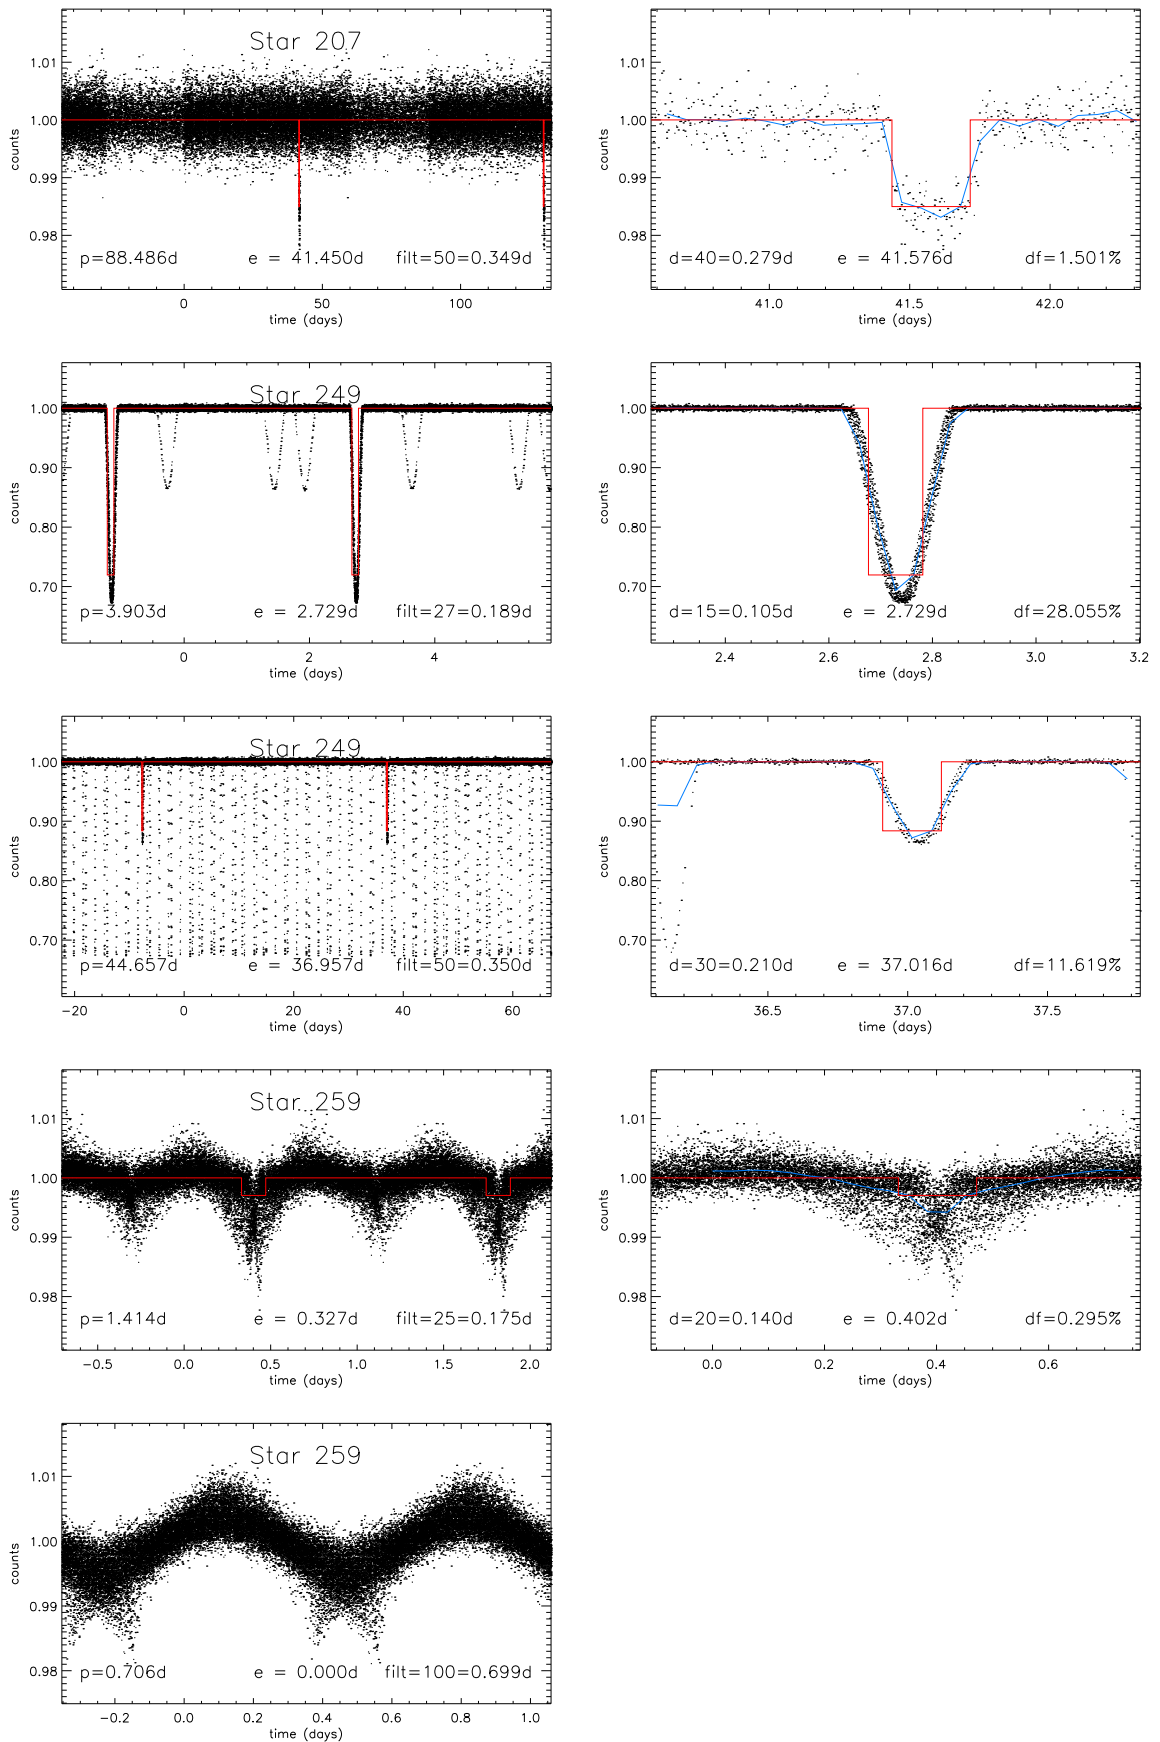 Star 207
1.01
1.00
0.99
0.98
counts
p=88.486d e = 41.450d filt=50=0.349d
0 50 100
time (days)
1.01
1.00
0.99
0.98
counts
d=40=0.279d e = 41.576d df=1.501%
41.0 41.5 42.0
time (days)
Star 249
1.00
0.90
0.80
0.70
counts
p=3.903d e = 2.729d filt=27=0.189d
0 2 4
time (days)
1.00
0.90
0.80
0.70
counts
d=15=0.105d e = 2.729d df=28.055%
2.4 2.6 2.8 3.0 3.2
time (days)
Star 249
1.00
0.90
0.80
0.70
counts
p=44.657d e = 36.957d filt=50=0.350d
−20 0 20 40 60
time (days)
1.00
0.90
0.80
0.70
counts
d=30=0.210d e = 37.016d df=11.619%
36.5 37.0 37.5
time (days)
Star 259
1.01
1.00
0.99
0.98
counts
p=1.414d e = 0.327d filt=25=0.175d
−0.5 0.0 0.5 1.0 1.5 2.0
time (days)
1.01
1.00
0.99
0.98
counts
d=20=0.140d e = 0.402d df=0.295%
0.0 0.2 0.4 0.6
time (days)
Star 259
1.01
1.00
0.99
0.98
counts
p=0.706d e = 0.000d filt=100=0.699d
−0.2 0.0 0.2 0.4 0.6 0.8 1.0
time (days)